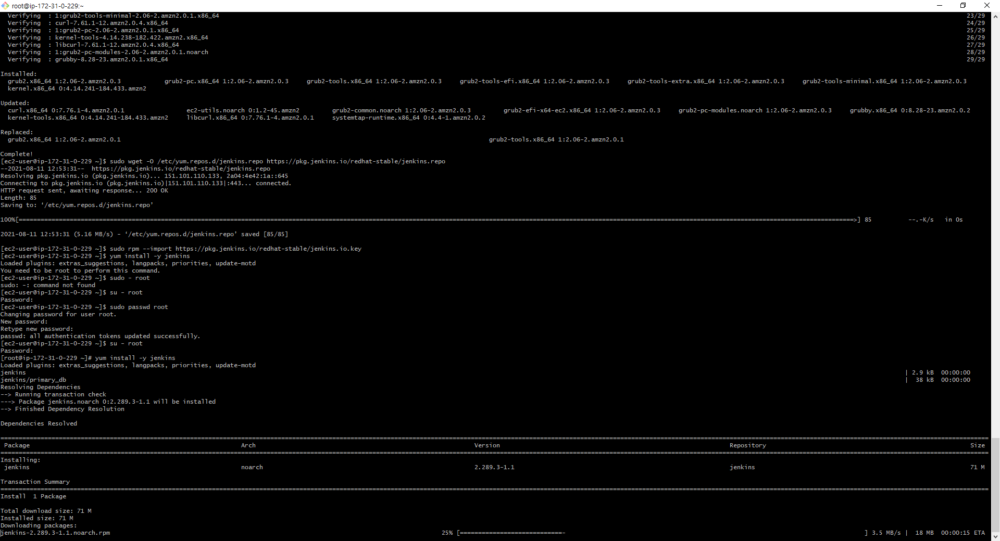 root@ip-172-31-0-229:~
  Verifying  : 1:grub2-tools-minimal-2.06-2.amzn2.0.1.x86_64 23/29
  Verifying  : curl-7.61.1-12.amzn2.0.4.x86_64 24/29
  Verifying  : 1:grub2-pc-2.06-2.amzn2.0.1.x86_64 25/29
  Verifying  : kernel-tools-4.14.238-182.422.amzn2.x86_64 26/29
  Verifying  : libcurl-7.61.1-12.amzn2.0.4.x86_64 27/29
  Verifying  : 1:grub2-pc-modules-2.06-2.amzn2.0.1.noarch 28/29
  Verifying  : grubby-8.28-23.amzn2.0.1.x86_64 29/29
Installed:
  grub2.x86_64 1:2.06-2.amzn2.0.3 grub2-pc.x86_64 1:2.06-2.amzn2.0.3 grub2-tools.x86_64 1:2.06-2.amzn2.0.3 grub2-tools-efi.x86_64 1:2.06-2.amzn2.0.3 grub2-tools-extra.x86_64 1:2.06-2.amzn2.0.3 grub2-tools-minimal.x86_64 1:2.06-2.amzn2.0.3
  kernel.x86_64 0:4.14.241-184.433.amzn2
Updated:
  curl.x86_64 0:7.76.1-4.amzn2.0.1 ec2-utils.noarch 0:1.2-45.amzn2 grub2-common.noarch 1:2.06-2.amzn2.0.3 grub2-efi-x64-ec2.x86_64 1:2.06-2.amzn2.0.3 grub2-pc-modules.noarch 1:2.06-2.amzn2.0.3 grubby.x86_64 0:8.28-23.amzn2.0.2
  kernel-tools.x86_64 0:4.14.241-184.433.amzn2 libcurl.x86_64 0:7.76.1-4.amzn2.0.1 systemtap-runtime.x86_64 0:4.4-1.amzn2.0.2
Replaced:
  grub2.x86_64 1:2.06-2.amzn2.0.1 grub2-tools.x86_64 1:2.06-2.amzn2.0.1
Complete!
[ec2-user@ip-172-31-0-229 ~]$ sudo wget -O /etc/yum.repos.d/jenkins.repo https://pkg.jenkins.io/redhat-stable/jenkins.repo
--2021-08-11 12:53:31--  https://pkg.jenkins.io/redhat-stable/jenkins.repo
Resolving pkg.jenkins.io (pkg.jenkins.io)... 151.101.110.133, 2a04:4e42:1a::645
Connecting to pkg.jenkins.io (pkg.jenkins.io)|151.101.110.133|:443... connected.
HTTP request sent, awaiting response... 200 OK
Length: 85
Saving to: ‘/etc/yum.repos.d/jenkins.repo’
100%[======================================>] 85 --.-K/s in 0s
2021-08-11 12:53:31 (5.16 MB/s) - ‘/etc/yum.repos.d/jenkins.repo’ saved [85/85]
[ec2-user@ip-172-31-0-229 ~]$ sudo rpm --import https://pkg.jenkins.io/redhat-stable/jenkins.io.key
[ec2-user@ip-172-31-0-229 ~]$ yum install -y jenkins
Loaded plugins: extras_suggestions, langpacks, priorities, update-motd
You need to be root to perform this command.
[ec2-user@ip-172-31-0-229 ~]$ sudo - root
sudo: -: command not found
[ec2-user@ip-172-31-0-229 ~]$ su - root
Password:
[ec2-user@ip-172-31-0-229 ~]$ sudo passwd root
Changing password for user root.
New password:
Retype new password:
passwd: all authentication tokens updated successfully.
[ec2-user@ip-172-31-0-229 ~]$ su - root
Password:
[root@ip-172-31-0-229 ~]# yum install -y jenkins
Loaded plugins: extras_suggestions, langpacks, priorities, update-motd
jenkins | 2.9 kB  00:00:00
jenkins/primary_db |  38 kB  00:00:00
Resolving Dependencies
--> Running transaction check
---> Package jenkins.noarch 0:2.289.3-1.1 will be installed
--> Finished Dependency Resolution
Dependencies Resolved
Package Arch Version Repository Size
Installing:
 jenkins noarch 2.289.3-1.1 jenkins 71 M
Transaction Summary
Install  1 Package
Total download size: 71 M
Installed size: 71 M
Downloading packages:
jenkins-2.289.3-1.1.noarch.rpm 25% [============================- ] 3.5 MB/s |  18 MB  00:00:15 ETA